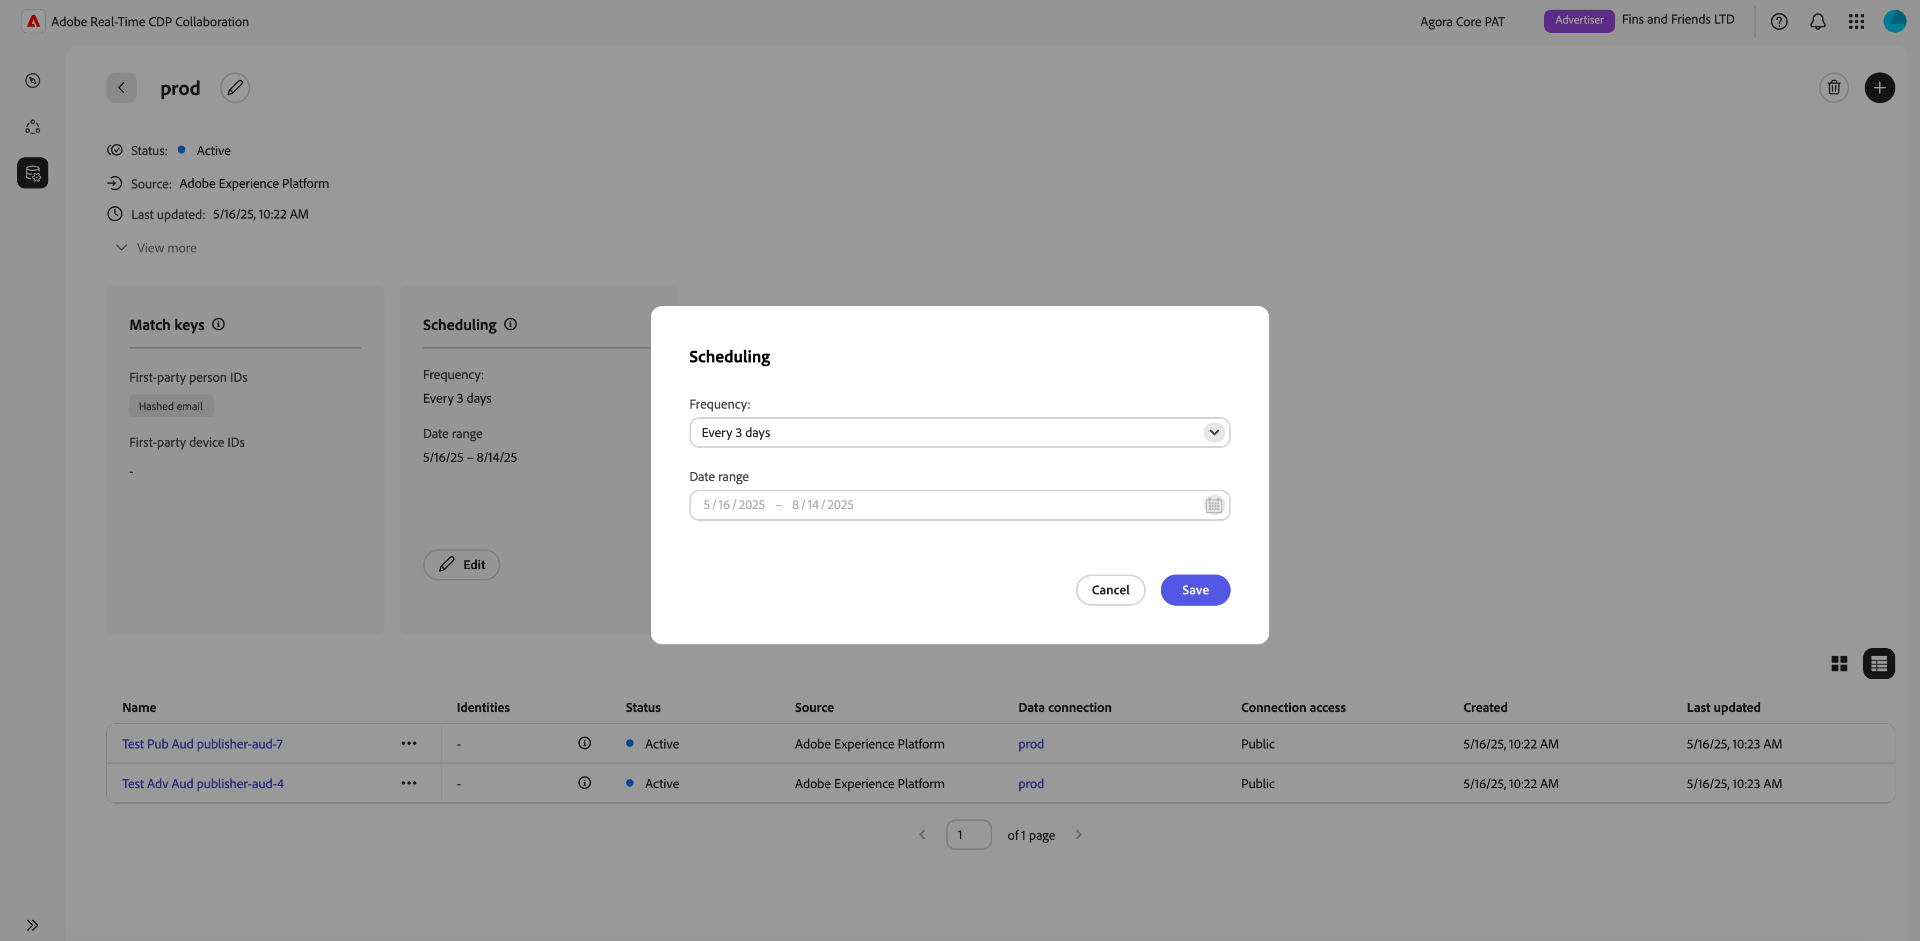 Adobe Real-Time CDP Collaboration
Agora Core PAT
Advertiser
Fins and Friends LTD
prod
Status: Active
Source: Adobe Experience Platform
Last updated: 5/16/25, 10:22 AM
View more
Match keys
First-party person IDs
Hashed email
First-party device IDs
-
Scheduling
Frequency:
Every 3 days
Date range
5/16/25 – 8/14/25
Edit
Scheduling
Frequency:
Every 3 days
Date range
5 / 16 / 2025 – 8 / 14 / 2025
Cancel
Save
Name Identities Status Source Data connection Connection access Created Last updated
Test Pub Aud publisher-aud-7 ••• - Active Adobe Experience Platform prod Public 5/16/25, 10:22 AM 5/16/25, 10:23 AM
Test Adv Aud publisher-aud-4 ••• - Active Adobe Experience Platform prod Public 5/16/25, 10:22 AM 5/16/25, 10:23 AM
1 of 1 page